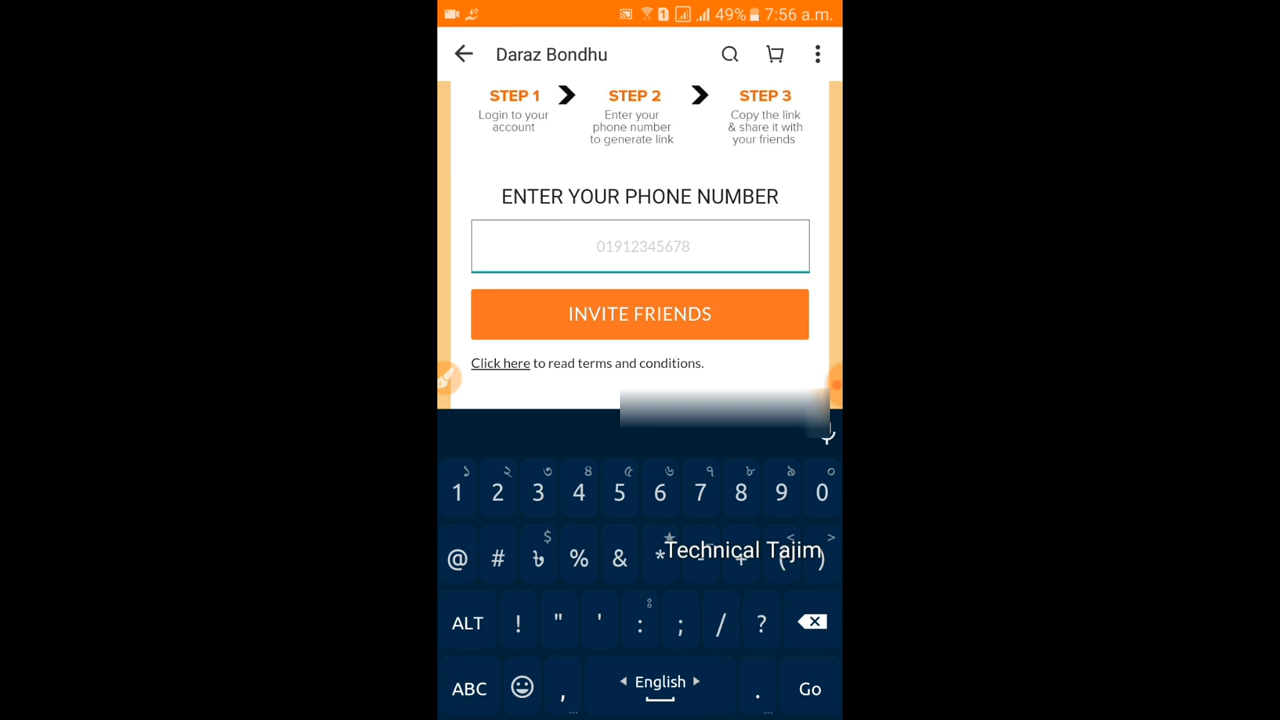 49% 7:56 a.m.
Daraz Bondhu
STEP 1 STEP 2 STEP 3
Login to your account
Enter your phone number to generate link
Copy the link & share it with your friends
ENTER YOUR PHONE NUMBER
01912345678
INVITE FRIENDS
Click here to read terms and conditions.
১ ২ ৩ ৪ ৫ ৬ ৭ ৮ ৯ ০
1 2 3 4 5 6 7 8 9 0
$ ★ _ < >
@ # ৳ % & * - + ( )
Technical Tajim
ALT ! " ' : ; / ?
ABC , English . Go